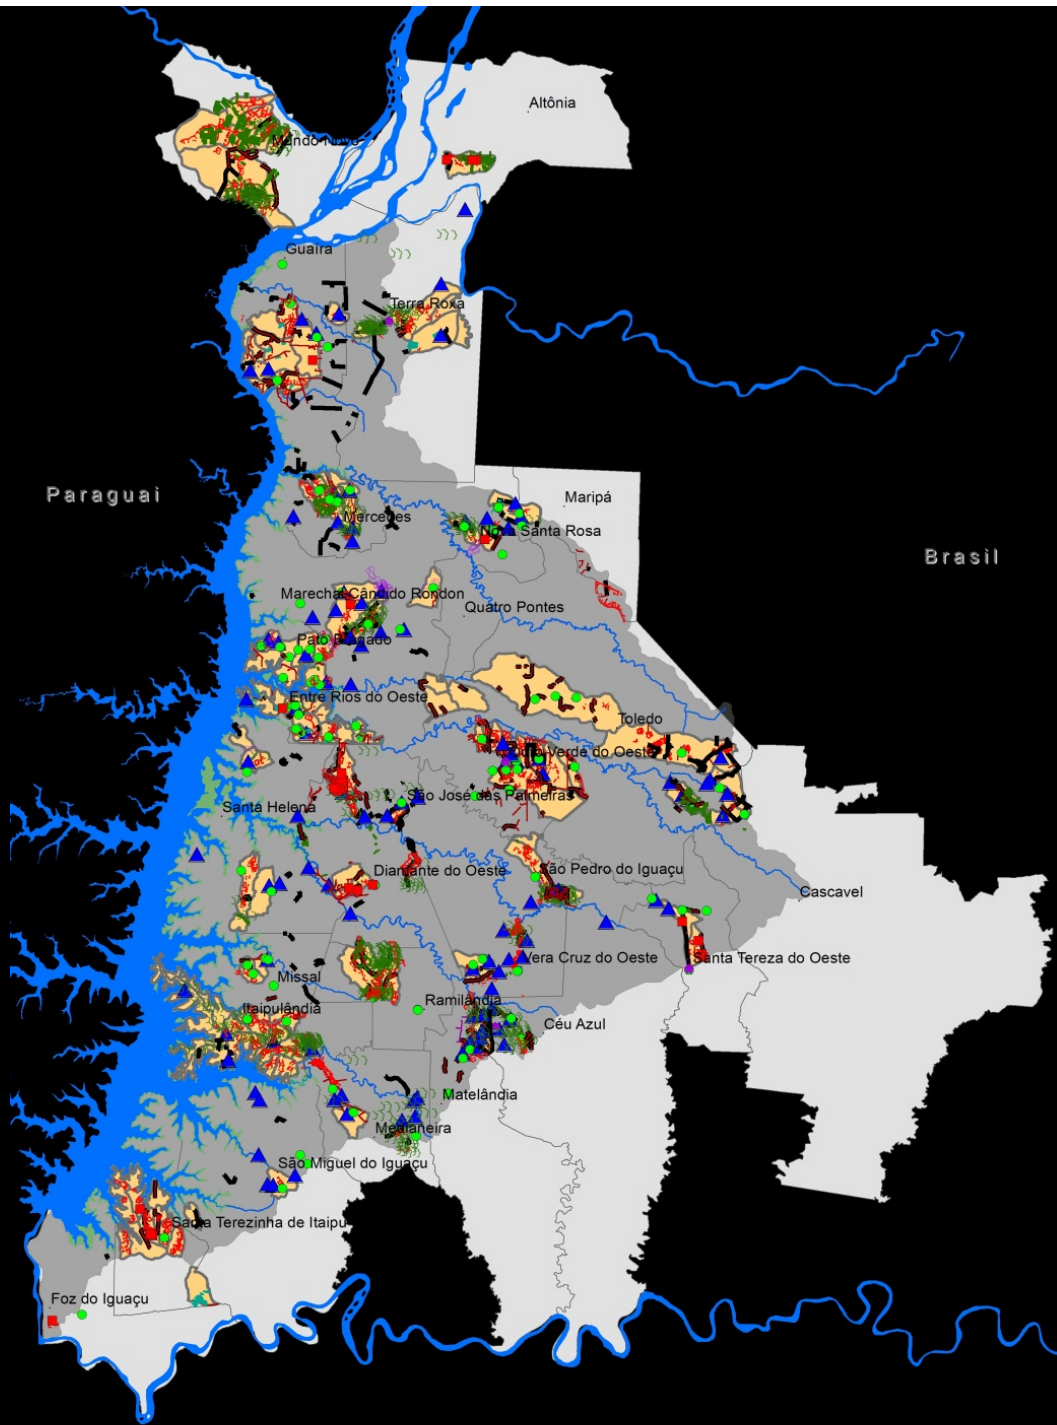 Altônia
Mundo Novo
Guaíra
Terra Roxa
Paraguai
Maripá
Mercedes
Nova Santa Rosa
Brasil
Marechal Cândido Rondon
Quatro Pontes
Pato Bragado
Entre Rios do Oeste
Toledo
Ouro Verde do Oeste
São José das Palmeiras
Santa Helena
Diamante do Oeste
São Pedro do Iguaçu
Cascavel
Vera Cruz do Oeste
Santa Tereza do Oeste
Missal
Ramilândia
Itaipulândia
Céu Azul
Matelândia
Medianeira
São Miguel do Iguaçu
Santa Terezinha de Itaipu
Foz do Iguaçu